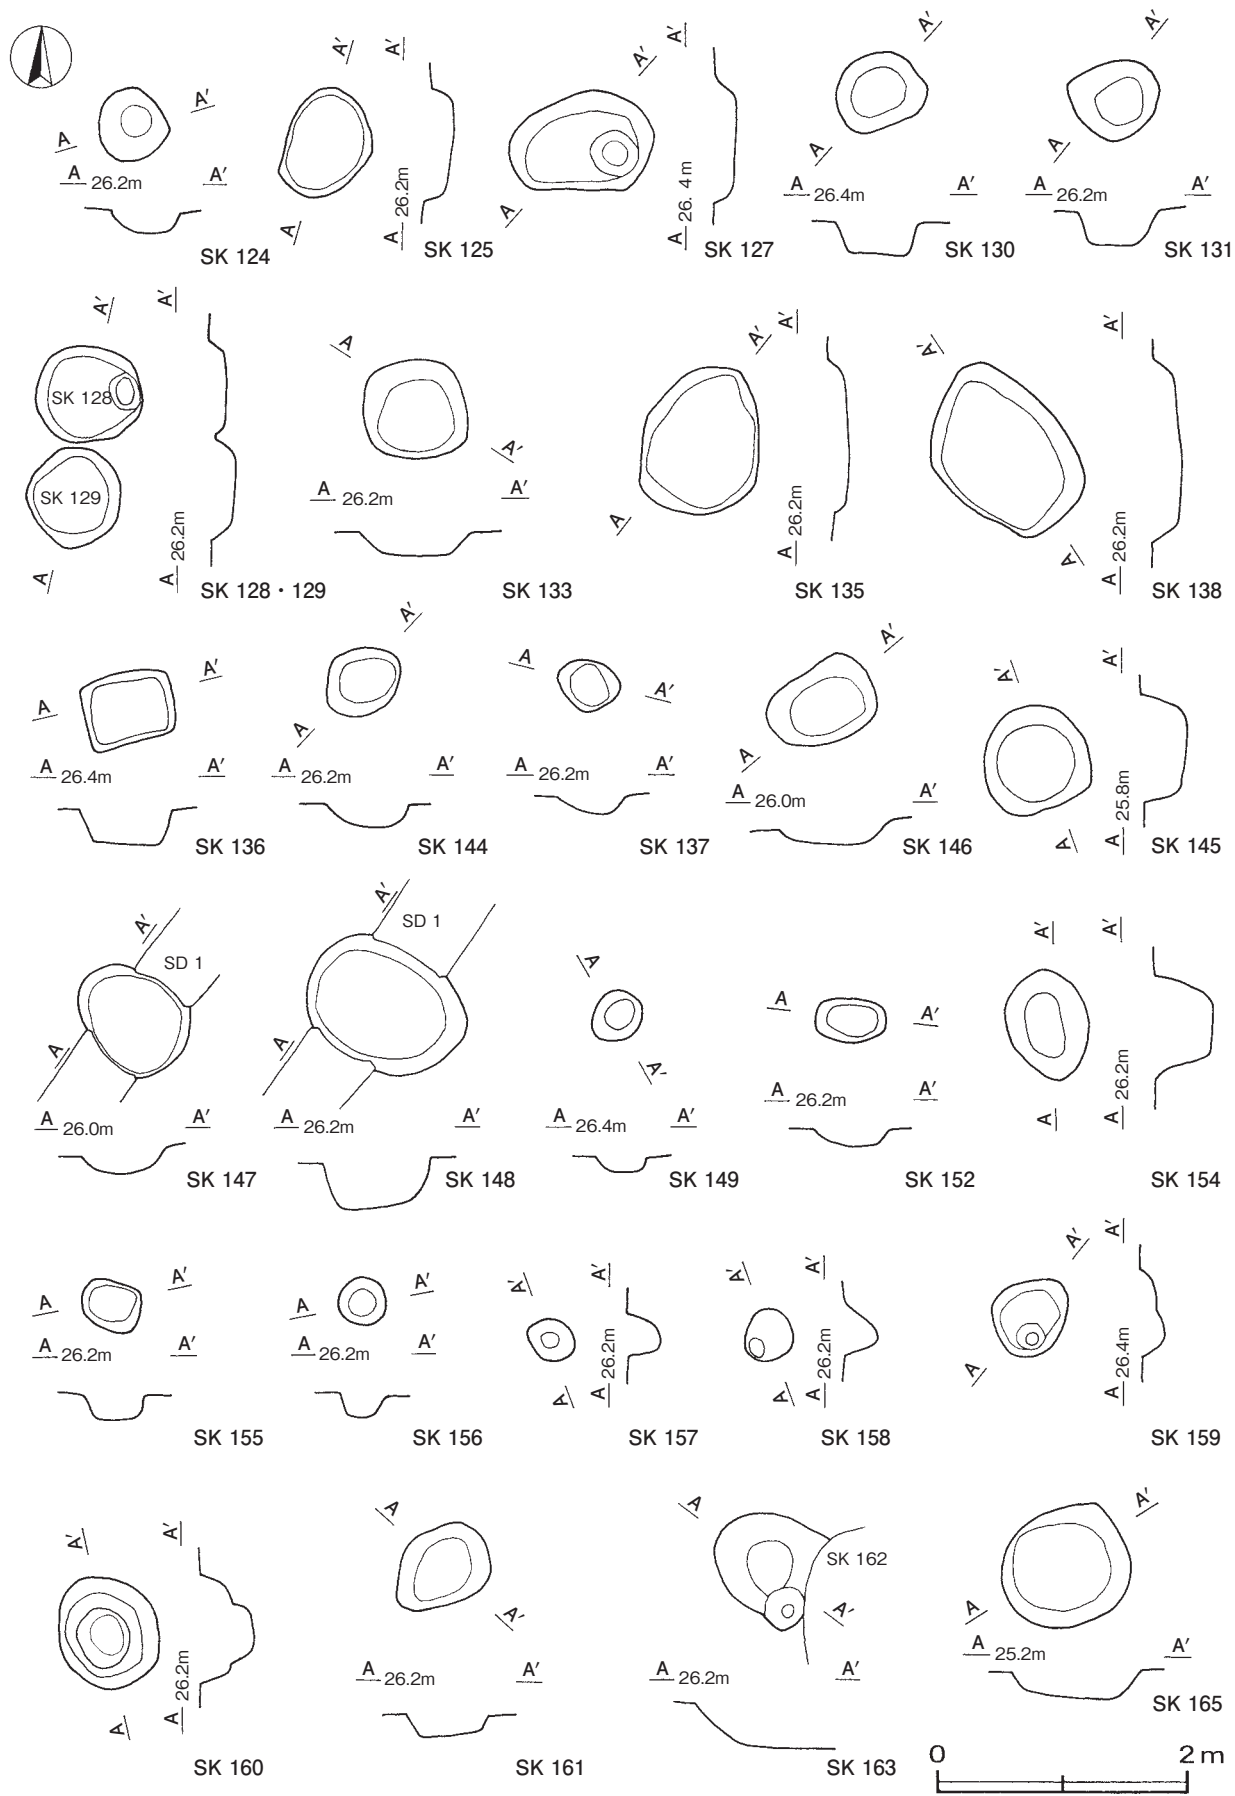 A A′
A 26.2m A′
SK 124
A A′
A 26.2m A′
SK 125
A A′
A 26.4m A′
SK 127
A A′
A 26.4m A′
SK 130
A A′
A 26.2m A′
SK 131
SK 128
SK 129
A A′
A 26.2m A′
SK 128・129
A A′
A 26.2m A′
SK 133
A A′
A 26.2m A′
SK 135
A A′
A 26.2m A′
SK 138
A A′
A 26.4m A′
SK 136
A A′
A 26.2m A′
SK 144
A A′
A 26.2m A′
SK 137
A A′
A 26.0m A′
SK 146
A A′
A 25.8m A′
SK 145
A A′
SD 1
A 26.0m A′
SK 147
A A′
SD 1
A 26.2m A′
SK 148
A A′
A 26.4m A′
SK 149
A A′
A 26.2m A′
SK 152
A A′
A 26.2m A′
SK 154
A A′
A 26.2m A′
SK 155
A A′
A 26.2m A′
SK 156
A A′
A 26.2m A′
SK 157
A A′
A 26.2m A′
SK 158
A A′
A 26.4m A′
SK 159
A A′
A 26.2m A′
SK 160
A A′
A 26.2m A′
SK 161
A A′
SK 162
A 26.2m A′
SK 163
A A′
A 25.2m A′
SK 165
0 2 m